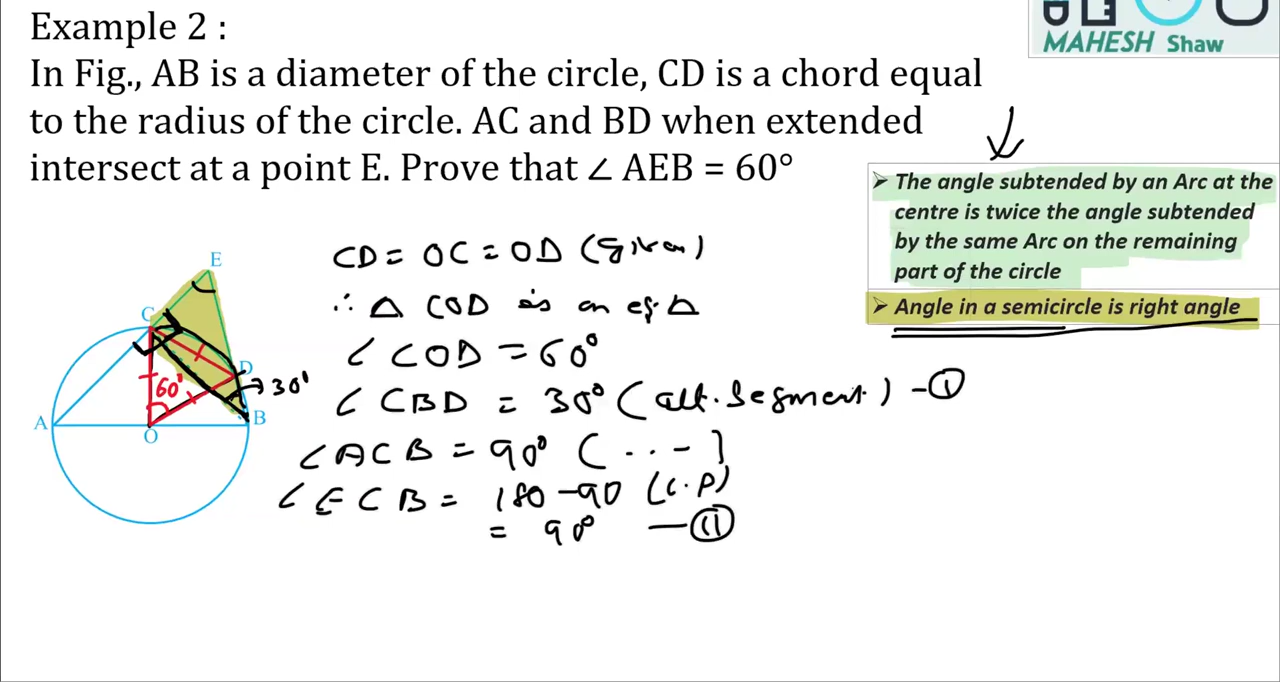 Example 2 :
In Fig., AB is a diameter of the circle, CD is a chord equal
to the radius of the circle. AC and BD when extended
intersect at a point E. Prove that ∠ AEB = 60°
MAHESH Shaw
➤ The angle subtended by an Arc at the
centre is twice the angle subtended
by the same Arc on the remaining
part of the circle
➤ Angle in a semicircle is right angle
E
C
D
60°
→30°
A
O
B
CD = OC = OD (Given)
∴ Δ COD is an eq. Δ
∠ COD = 60°
∠ CBD = 30° (alt. Segment.) - ①
∠ ACB = 90° ( ... - )
∠ ECB = 180 - 90 (C.P)
= 90° — ⑪